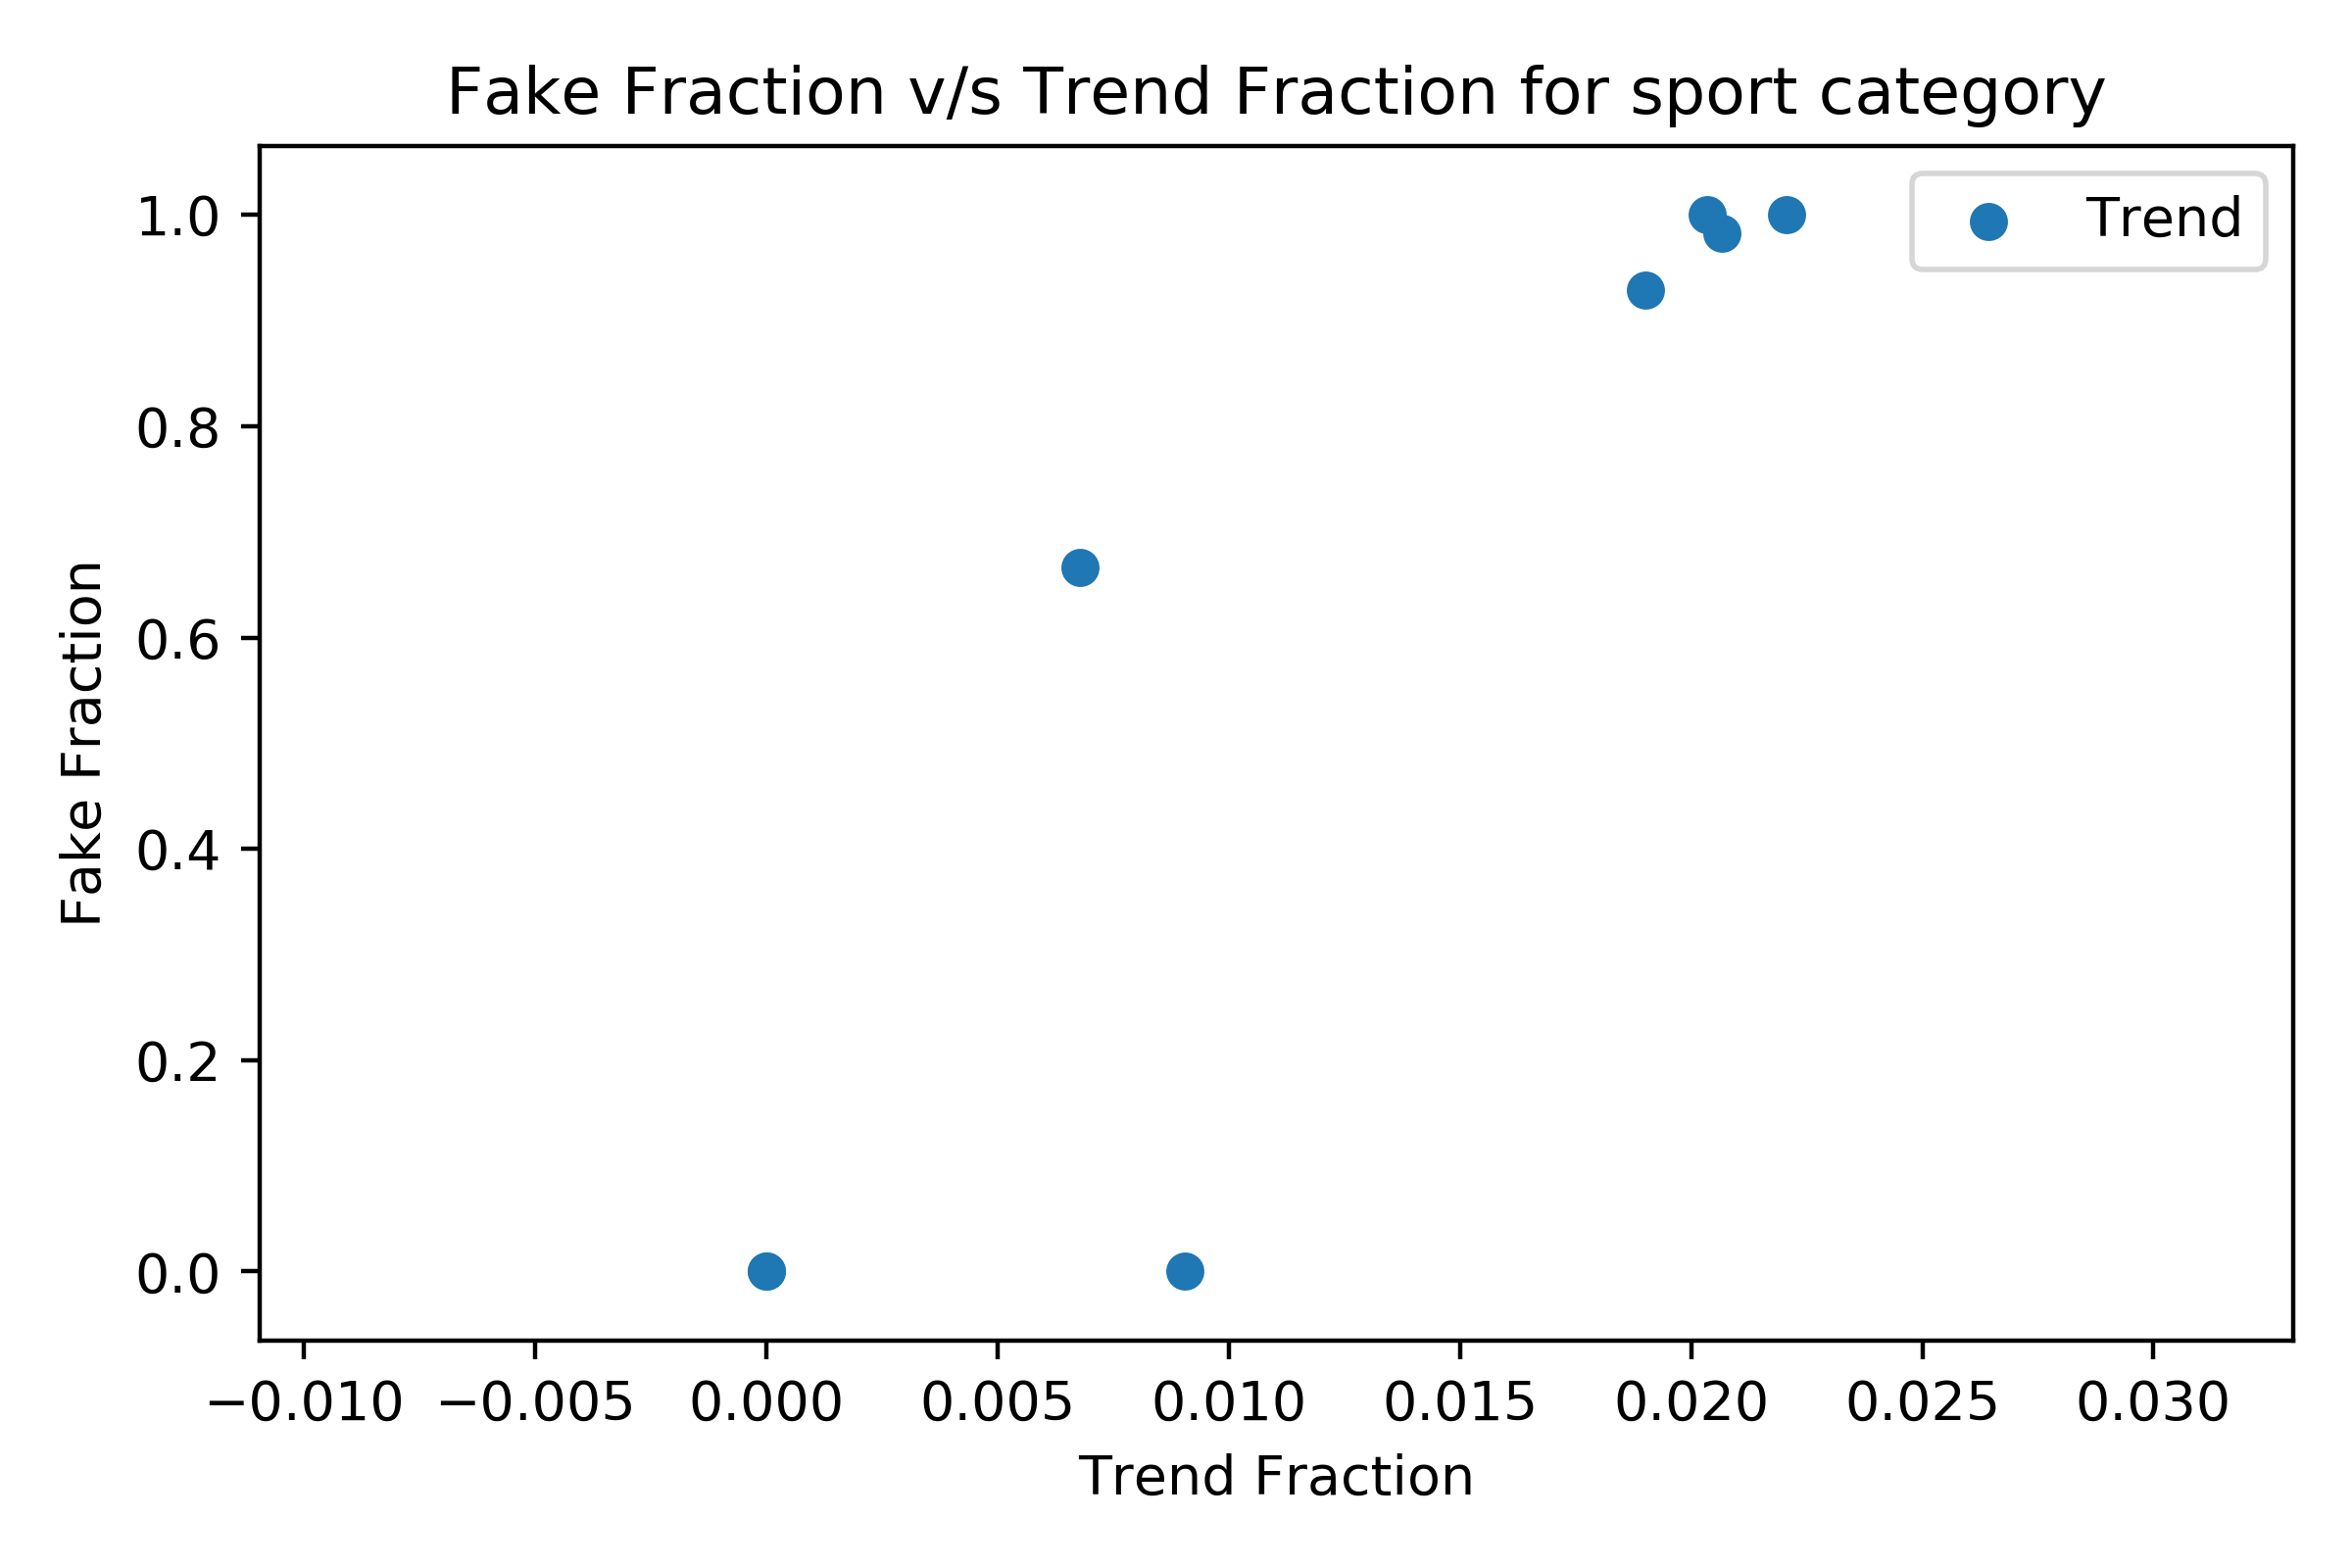 Fake Fraction v/s Trend Fraction for sport category
Trend
Fake Fraction
1.0
0.8
0.6
0.4
0.2
0.0
−0.010 −0.005 0.000 0.005 0.010 0.015 0.020 0.025 0.030
Trend Fraction